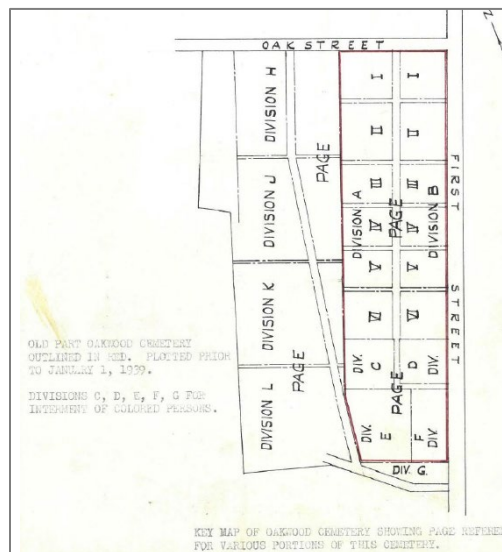 OAK STREET
DIVISION H
DIVISION J
DIVISION K
DIVISION L
PAGE
PAGE
I
I
II
II
III
III
DIVISION A
PAGE
DIVISION B
IV
IV
V
V
VI
VI
DIV. C
D DIV.
PAGE
DIV. E
F DIV.
DIV. G.
FIRST STREET
OLD PART OAKWOOD CEMETERY
OUTLINED IN RED. PLOTTED PRIOR
TO JANUARY 1, 1939.
DIVISIONS C, D, E, F, G FOR
INTERMENT OF COLORED PERSONS.
KEY MAP OF OAKWOOD CEMETERY SHOWING PAGE REFERE
FOR VARIOUS PORTIONS OF THIS CEMETERY.